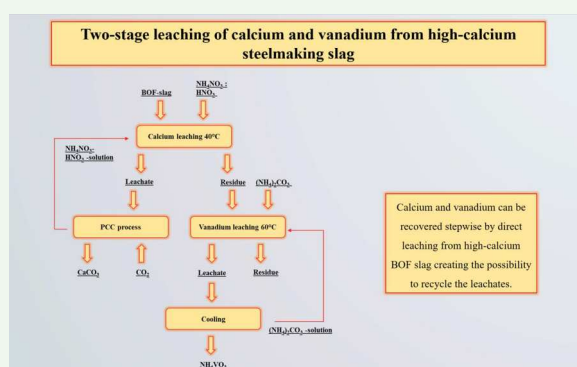 Two-stage leaching of calcium and vanadium from high-calcium
steelmaking slag
NH₄NO₃ :
BOF-slag HNO₃
Calcium leaching 40°C
NH₄NO₃-
HNO₃ -solution
Leachate Residue (NH₄)₂CO₃
PCC process Vanadium leaching 60°C
CaCO₃ CO₂ Leachate Residue
Cooling
(NH₄)₂CO₃ -solution
NH₄VO₃
Calcium and vanadium can be
recovered stepwise by direct
leaching from high-calcium
BOF slag creating the possibility
to recycle the leachates.